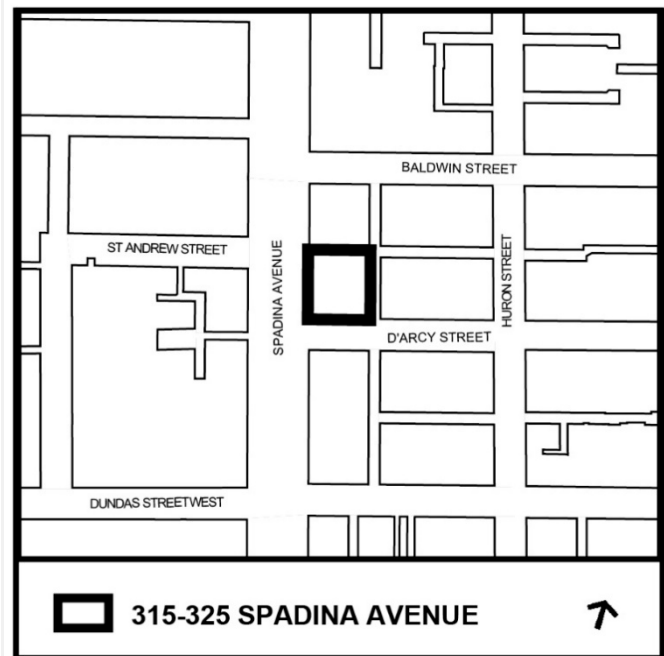 BALDWIN STREET
ST ANDREW STREET
SPADINA AVENUE
HURON STREET
D'ARCY STREET
DUNDAS STREETWEST
315-325 SPADINA AVENUE